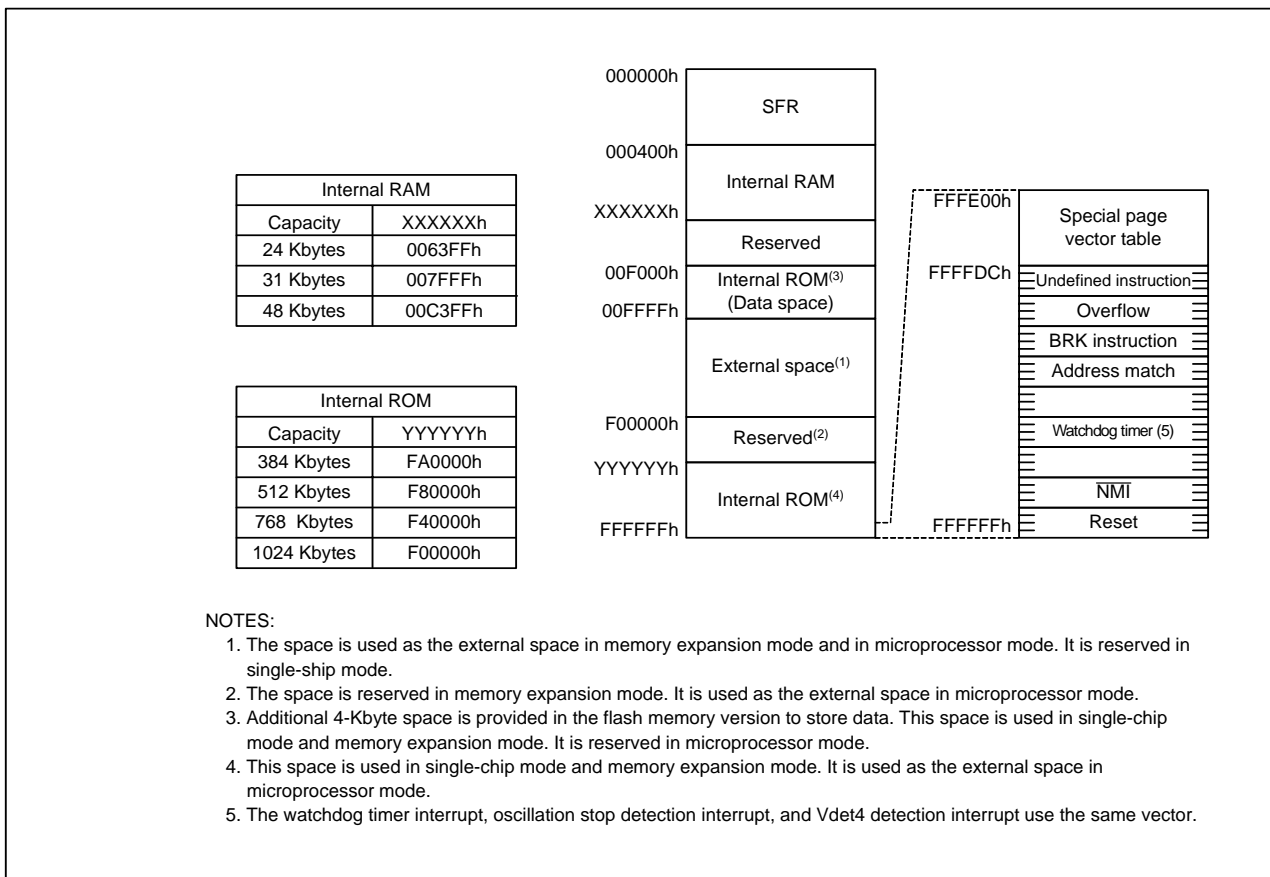 Internal RAM
Capacity XXXXXXh
24 Kbytes 0063FFh
31 Kbytes 007FFFh
48 Kbytes 00C3FFh
Internal ROM
Capacity YYYYYYh
384 Kbytes FA0000h
512 Kbytes F80000h
768 Kbytes F40000h
1024 Kbytes F00000h
000000h
SFR
000400h
Internal RAM
XXXXXXh
Reserved
00F000h
Internal ROM(3)
(Data space)
00FFFFh
External space(1)
F00000h
Reserved(2)
YYYYYYh
Internal ROM(4)
FFFFFFh
FFFE00h
Special page
vector table
FFFFDCh
Undefined instruction
Overflow
BRK instruction
Address match
Watchdog timer (5)
NMI
Reset
FFFFFFh
NOTES:
1. The space is used as the external space in memory expansion mode and in microprocessor mode. It is reserved in
single-ship mode.
2. The space is reserved in memory expansion mode. It is used as the external space in microprocessor mode.
3. Additional 4-Kbyte space is provided in the flash memory version to store data. This space is used in single-chip
mode and memory expansion mode. It is reserved in microprocessor mode.
4. This space is used in single-chip mode and memory expansion mode. It is used as the external space in
microprocessor mode.
5. The watchdog timer interrupt, oscillation stop detection interrupt, and Vdet4 detection interrupt use the same vector.